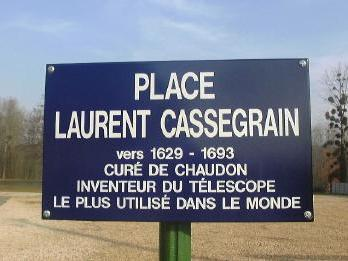 PLACE
LAURENT CASSEGRAIN
vers 1629 - 1693
CURÉ DE CHAUDON
INVENTEUR DU TÉLESCOPE
LE PLUS UTILISÉ DANS LE MONDE